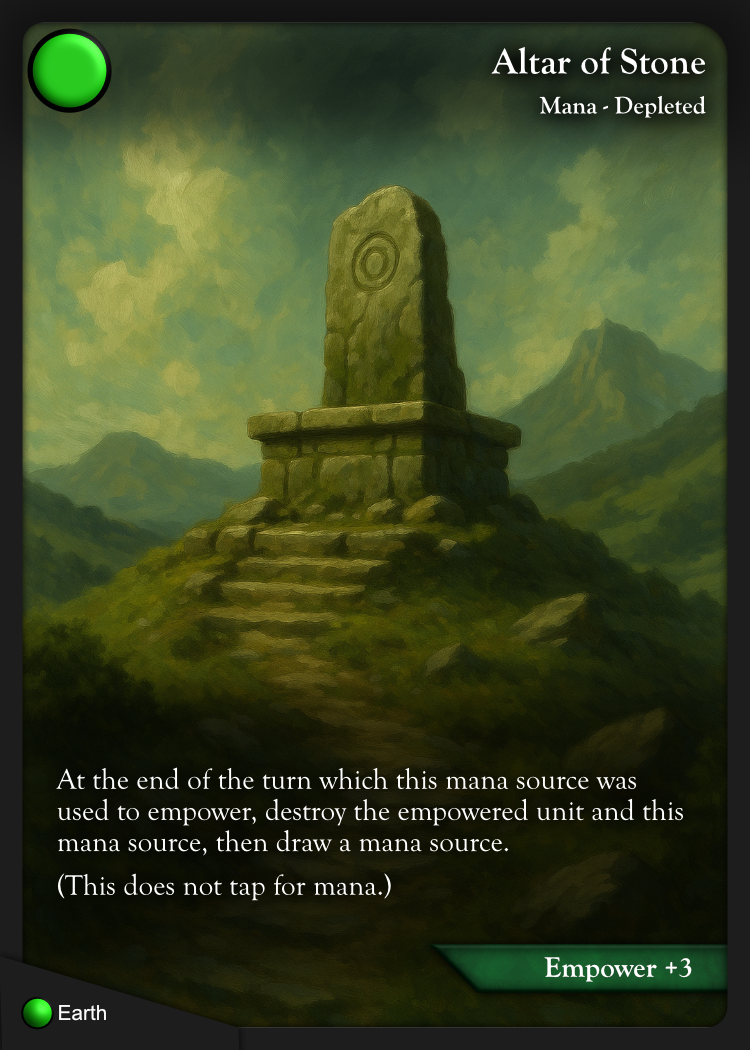 Altar of Stone
Mana - Depleted
At the end of the turn which this mana source was
used to empower, destroy the empowered unit and this
mana source, then draw a mana source.
(This does not tap for mana.)
Empower +3
Earth